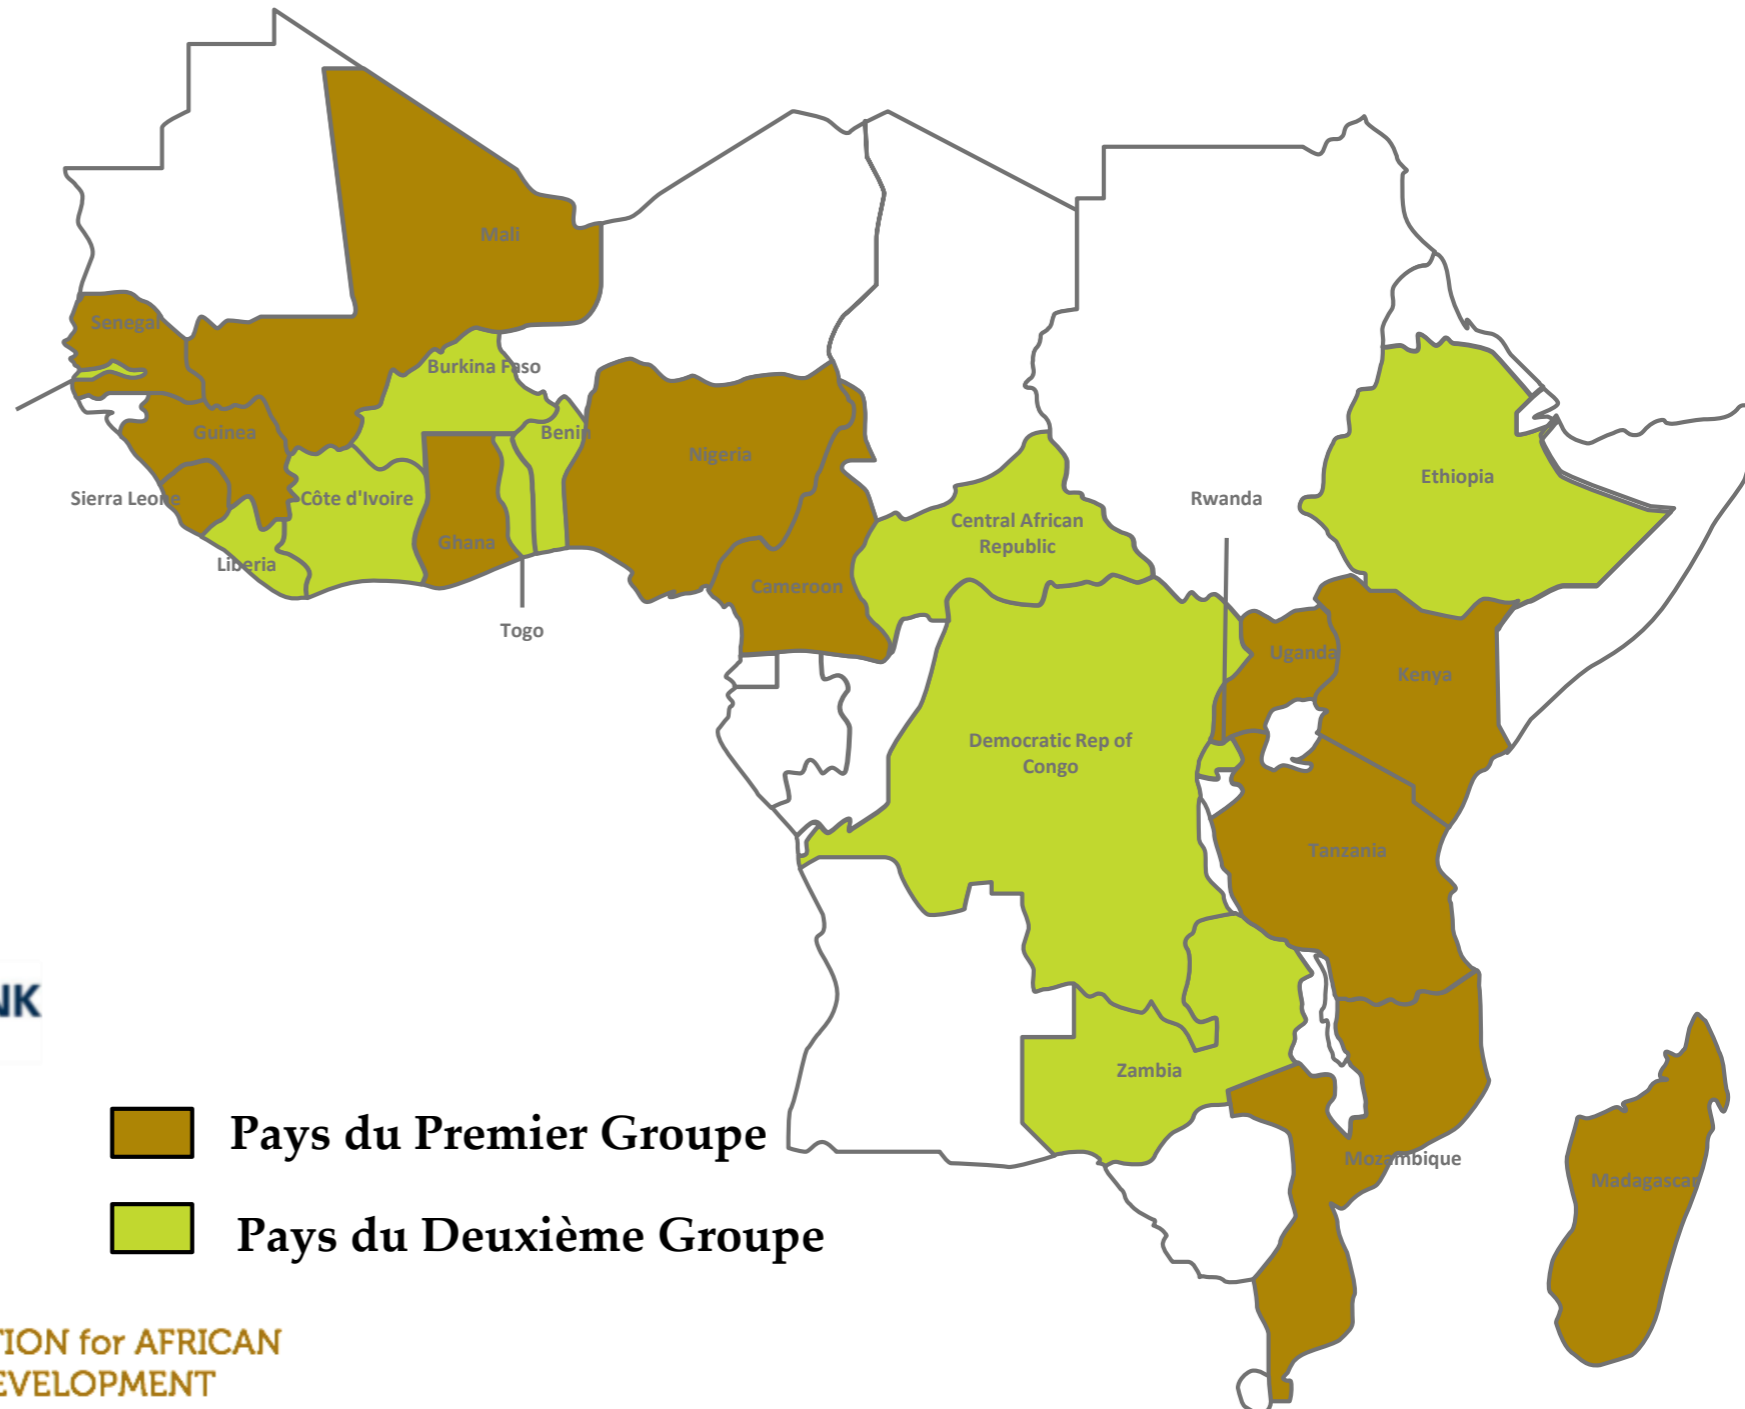 Mali
Senegal
Burkina Faso
Guinea
Benin
Nigeria
Sierra Leone
Côte d'Ivoire
Ghana
Liberia
Togo
Cameroon
Central African
Republic
Rwanda
Ethiopia
Uganda
Kenya
Democratic Rep of
Congo
Tanzania
Zambia
Mozambique
Madagascar
NK
Pays du Premier Groupe
Pays du Deuxième Groupe
TION for AFRICAN
EVELOPMENT